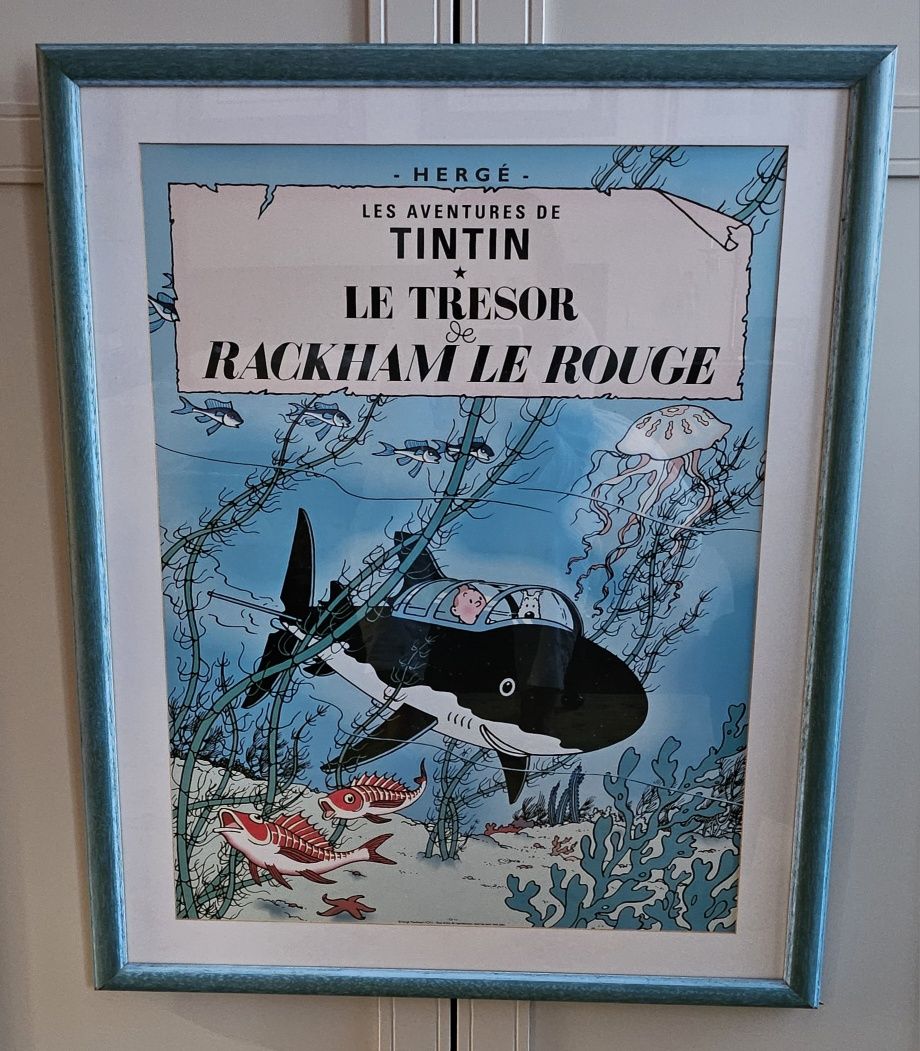 - HERGÉ -
LES AVENTURES DE
TINTIN
★
LE TRESOR
de
RACKHAM LE ROUGE